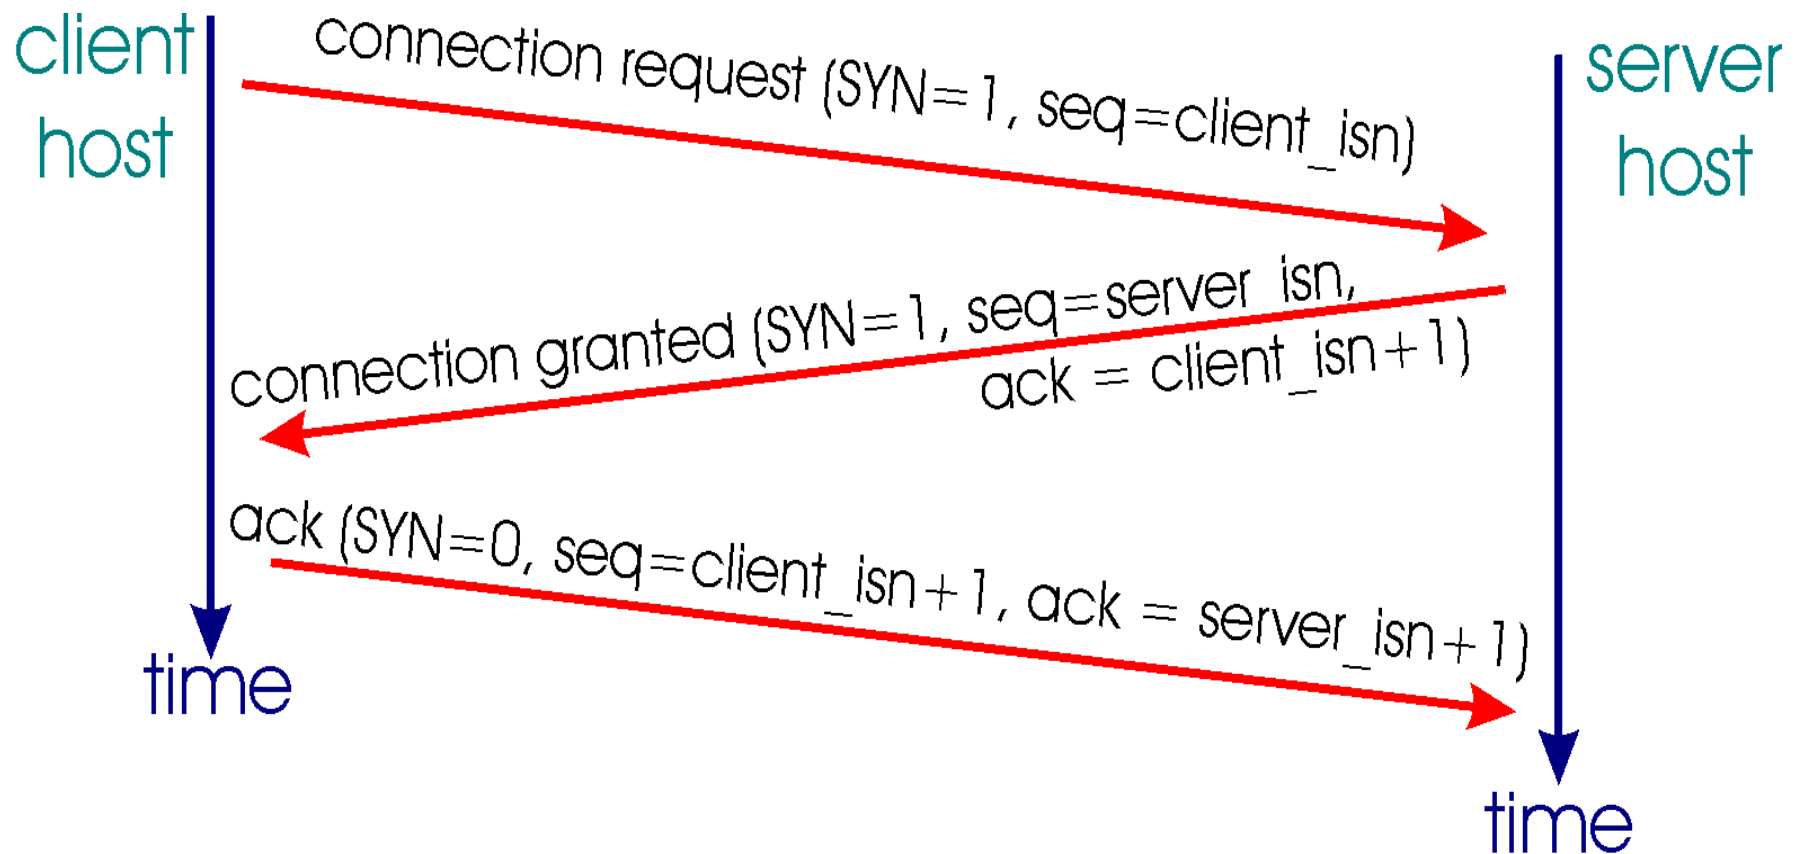 client
host
connection request (SYN=1, seq=client_isn)
server
host
connection granted (SYN=1, seq=server_isn,
ack = client_isn+1)
ack (SYN=0, seq=client_isn+1, ack = server_isn+1)
time
time